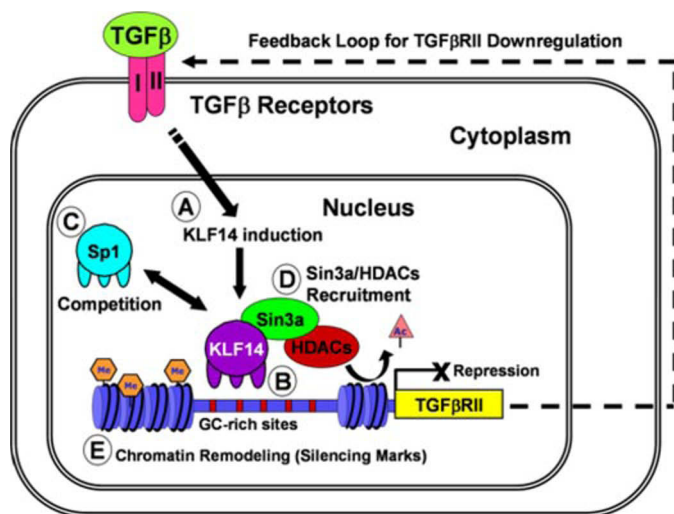 TGFβ
Feedback Loop for TGFβRII Downregulation
I II
TGFβ Receptors
Cytoplasm
Nucleus
A
KLF14 induction
C
Sp1
Competition
D
Sin3a/HDACs
Recruitment
Sin3a
KLF14
HDACs
Ac
B
Me
Me
Me
X Repression
TGFβRII
GC-rich sites
E
Chromatin Remodeling (Silencing Marks)